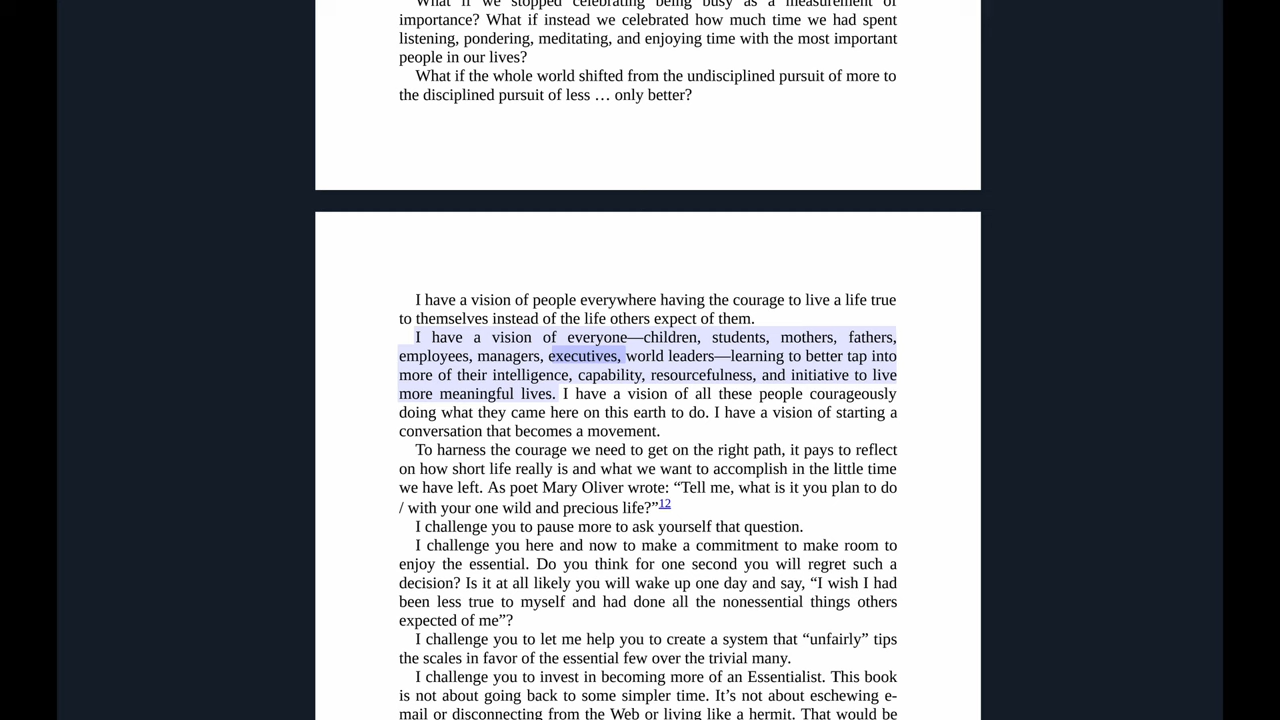 What if we stopped celebrating being busy as a measurement of
importance? What if instead we celebrated how much time we had spent
listening, pondering, meditating, and enjoying time with the most important
people in our lives?
What if the whole world shifted from the undisciplined pursuit of more to
the disciplined pursuit of less … only better?
I have a vision of people everywhere having the courage to live a life true
to themselves instead of the life others expect of them.
I have a vision of everyone—children, students, mothers, fathers,
employees, managers, executives, world leaders—learning to better tap into
more of their intelligence, capability, resourcefulness, and initiative to live
more meaningful lives. I have a vision of all these people courageously
doing what they came here on this earth to do. I have a vision of starting a
conversation that becomes a movement.
To harness the courage we need to get on the right path, it pays to reflect
on how short life really is and what we want to accomplish in the little time
we have left. As poet Mary Oliver wrote: “Tell me, what is it you plan to do
/ with your one wild and precious life?”12
I challenge you to pause more to ask yourself that question.
I challenge you here and now to make a commitment to make room to
enjoy the essential. Do you think for one second you will regret such a
decision? Is it at all likely you will wake up one day and say, “I wish I had
been less true to myself and had done all the nonessential things others
expected of me”?
I challenge you to let me help you to create a system that “unfairly” tips
the scales in favor of the essential few over the trivial many.
I challenge you to invest in becoming more of an Essentialist. This book
is not about going back to some simpler time. It’s not about eschewing e-
mail or disconnecting from the Web or living like a hermit. That would be